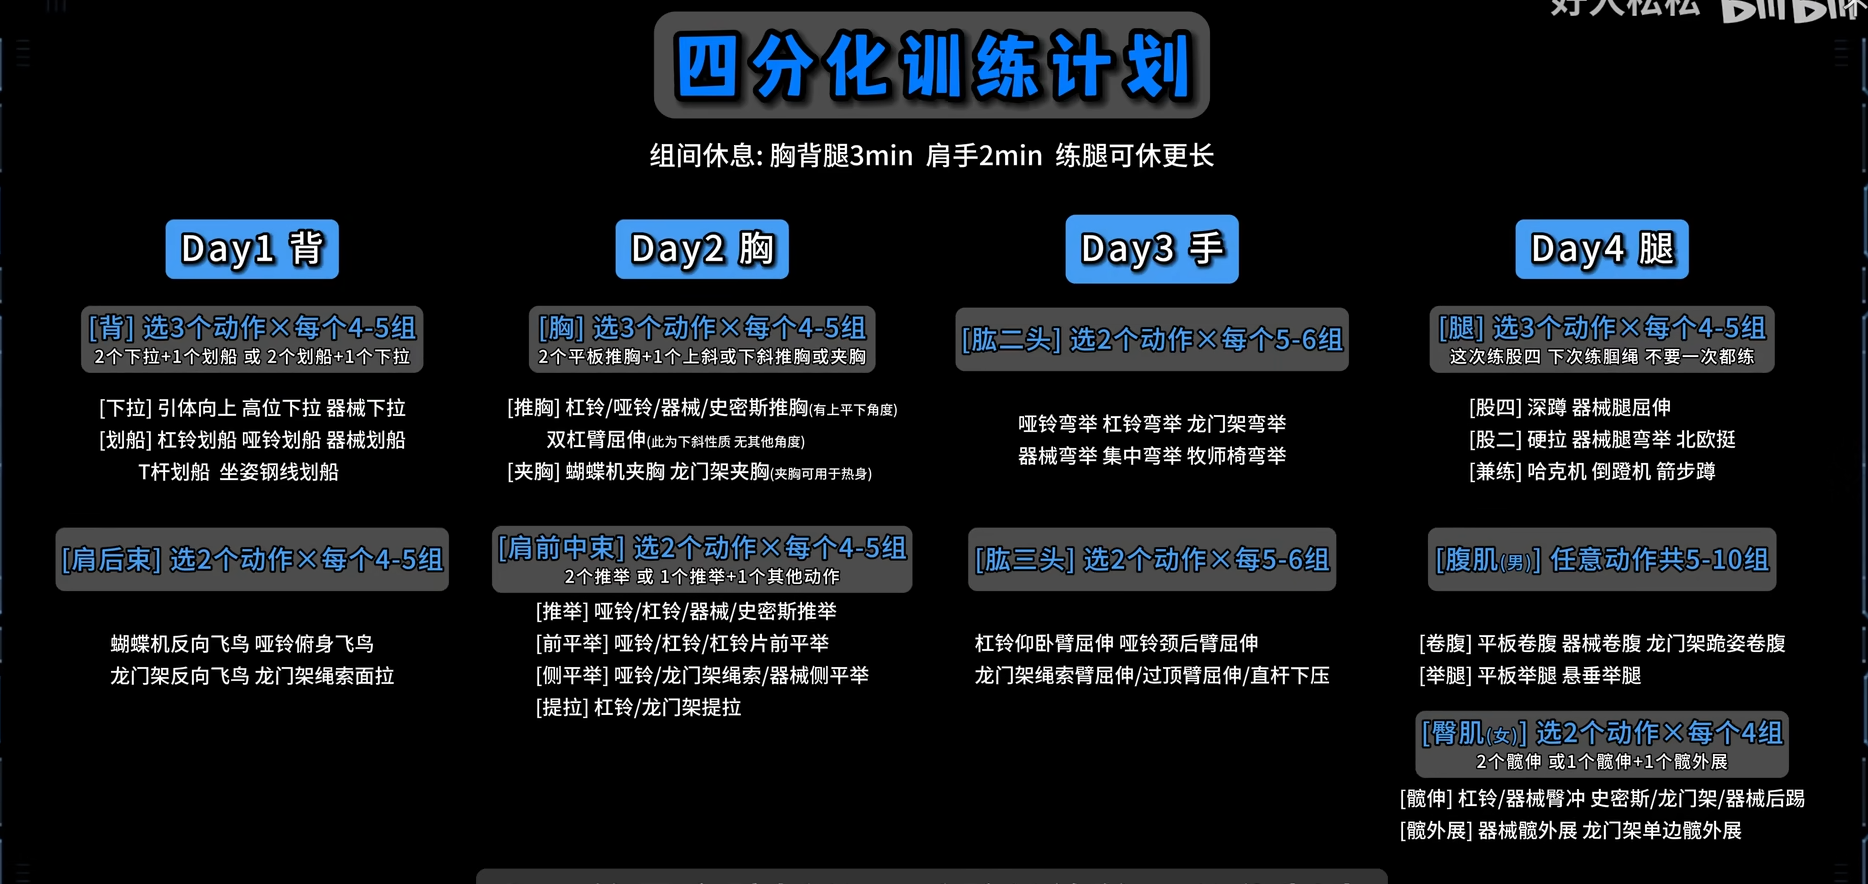 好人松松 bilibili
四分化训练计划
组间休息: 胸背腿3min 肩手2min 练腿可休更长
Day1 背
[背] 选3个动作×每个4-5组
2个下拉+1个划船 或 2个划船+1个下拉
[下拉] 引体向上 高位下拉 器械下拉
[划船] 杠铃划船 哑铃划船 器械划船
T杆划船 坐姿钢线划船
[肩后束] 选2个动作×每个4-5组
蝴蝶机反向飞鸟 哑铃俯身飞鸟
龙门架反向飞鸟 龙门架绳索面拉
Day2 胸
[胸] 选3个动作×每个4-5组
2个平板推胸+1个上斜或下斜推胸或夹胸
[推胸] 杠铃/哑铃/器械/史密斯推胸(有上平下角度)
双杠臂屈伸(此为下斜性质 无其他角度)
[夹胸] 蝴蝶机夹胸 龙门架夹胸(夹胸可用于热身)
[肩前中束] 选2个动作×每个4-5组
2个推举 或 1个推举+1个其他动作
[推举] 哑铃/杠铃/器械/史密斯推举
[前平举] 哑铃/杠铃/杠铃片前平举
[侧平举] 哑铃/龙门架绳索/器械侧平举
[提拉] 杠铃/龙门架提拉
Day3 手
[肱二头] 选2个动作×每个5-6组
哑铃弯举 杠铃弯举 龙门架弯举
器械弯举 集中弯举 牧师椅弯举
[肱三头] 选2个动作×每5-6组
杠铃仰卧臂屈伸 哑铃颈后臂屈伸
龙门架绳索臂屈伸/过顶臂屈伸/直杆下压
Day4 腿
[腿] 选3个动作×每个4-5组
这次练股四 下次练腘绳 不要一次都练
[股四] 深蹲 器械腿屈伸
[股二] 硬拉 器械腿弯举 北欧挺
[兼练] 哈克机 倒蹬机 箭步蹲
[腹肌(男)] 任意动作共5-10组
[卷腹] 平板卷腹 器械卷腹 龙门架跪姿卷腹
[举腿] 平板举腿 悬垂举腿
[臀肌(女)] 选2个动作×每个4组
2个髋伸 或1个髋伸+1个髋外展
[髋伸] 杠铃/器械臀冲 史密斯/龙门架/器械后踢
[髋外展] 器械髋外展 龙门架单边髋外展